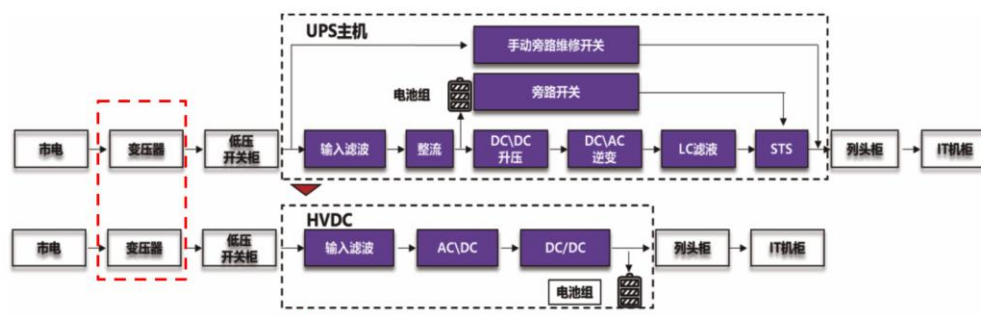 UPS主机
手动旁路维修开关
电池组
旁路开关
市电
变压器
低压
开关柜
输入滤波
整流
DC\DC
升压
DC\AC
逆变
LC滤液
STS
列头柜
IT机柜
HVDC
市电
变压器
低压
开关柜
输入滤波
AC\DC
DC/DC
列头柜
IT机柜
电池组